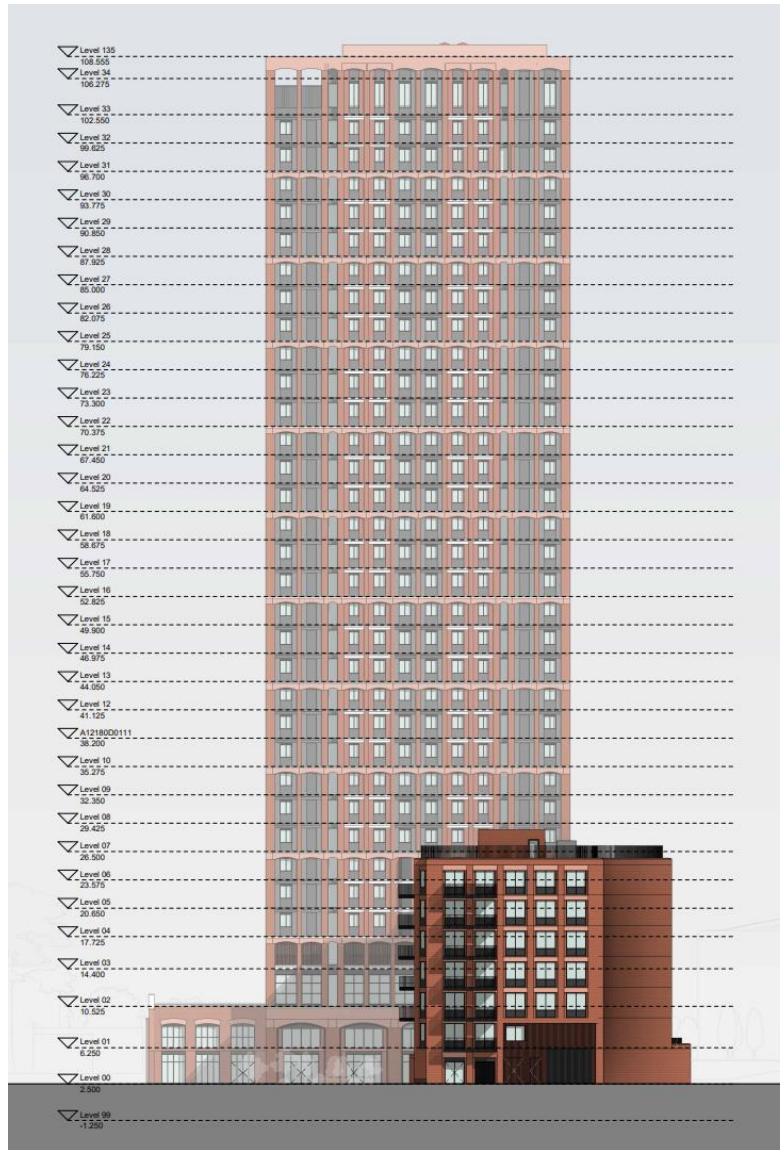 Level 135
108.555
Level 34
106.275
Level 33
102.550
Level 32
99.625
Level 31
96.700
Level 30
93.775
Level 29
90.850
Level 28
87.925
Level 27
85.000
Level 26
82.075
Level 25
79.150
Level 24
76.225
Level 23
73.300
Level 22
70.375
Level 21
67.450
Level 20
64.525
Level 19
61.600
Level 18
58.675
Level 17
55.750
Level 16
52.825
Level 15
49.900
Level 14
46.975
Level 13
44.050
Level 12
41.125
A12180D0111
38.200
Level 10
35.275
Level 09
32.350
Level 08
29.425
Level 07
26.500
Level 06
23.575
Level 05
20.650
Level 04
17.725
Level 03
14.400
Level 02
10.525
Level 01
6.250
Level 00
2.500
Level 99
-1.250